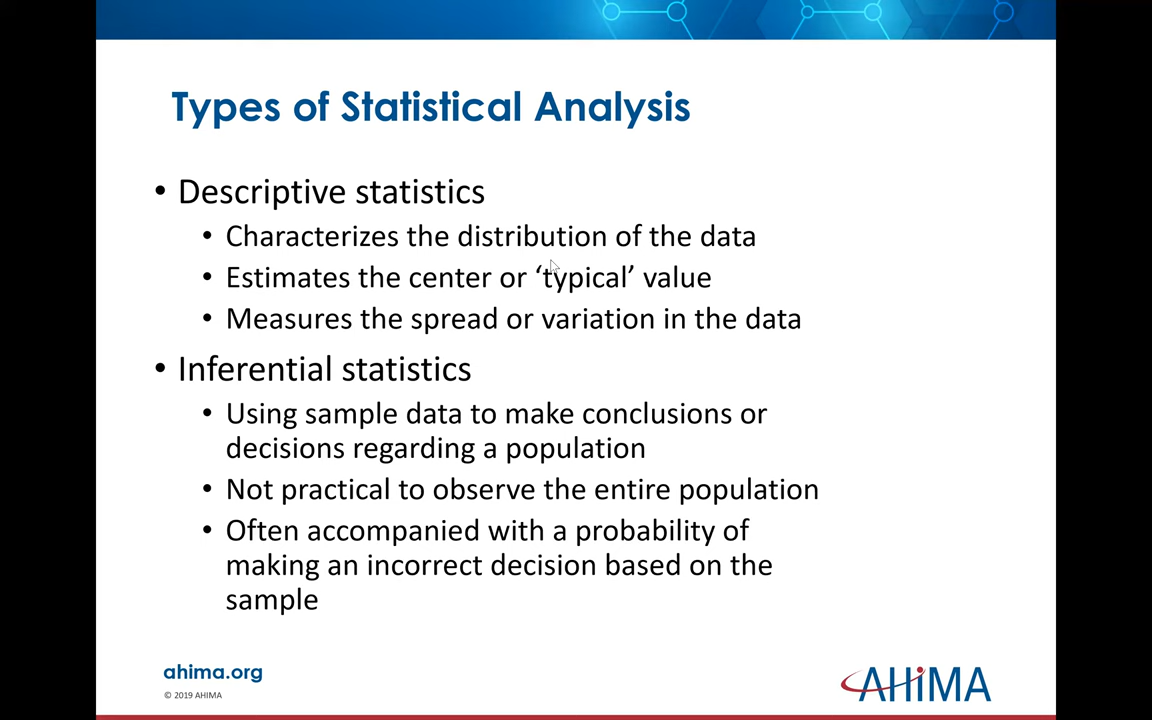 Types of Statistical Analysis
• Descriptive statistics
• Characterizes the distribution of the data
• Estimates the center or ‘typical’ value
• Measures the spread or variation in the data
• Inferential statistics
• Using sample data to make conclusions or
decisions regarding a population
• Not practical to observe the entire population
• Often accompanied with a probability of
making an incorrect decision based on the
sample
ahima.org
© 2019 AHIMA
AHiMA